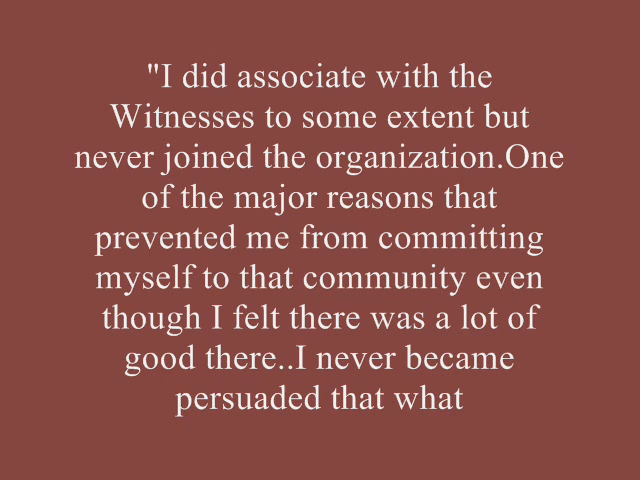 "I did associate with the
Witnesses to some extent but
never joined the organization.One
of the major reasons that
prevented me from committing
myself to that community even
though I felt there was a lot of
good there..I never became
persuaded that what